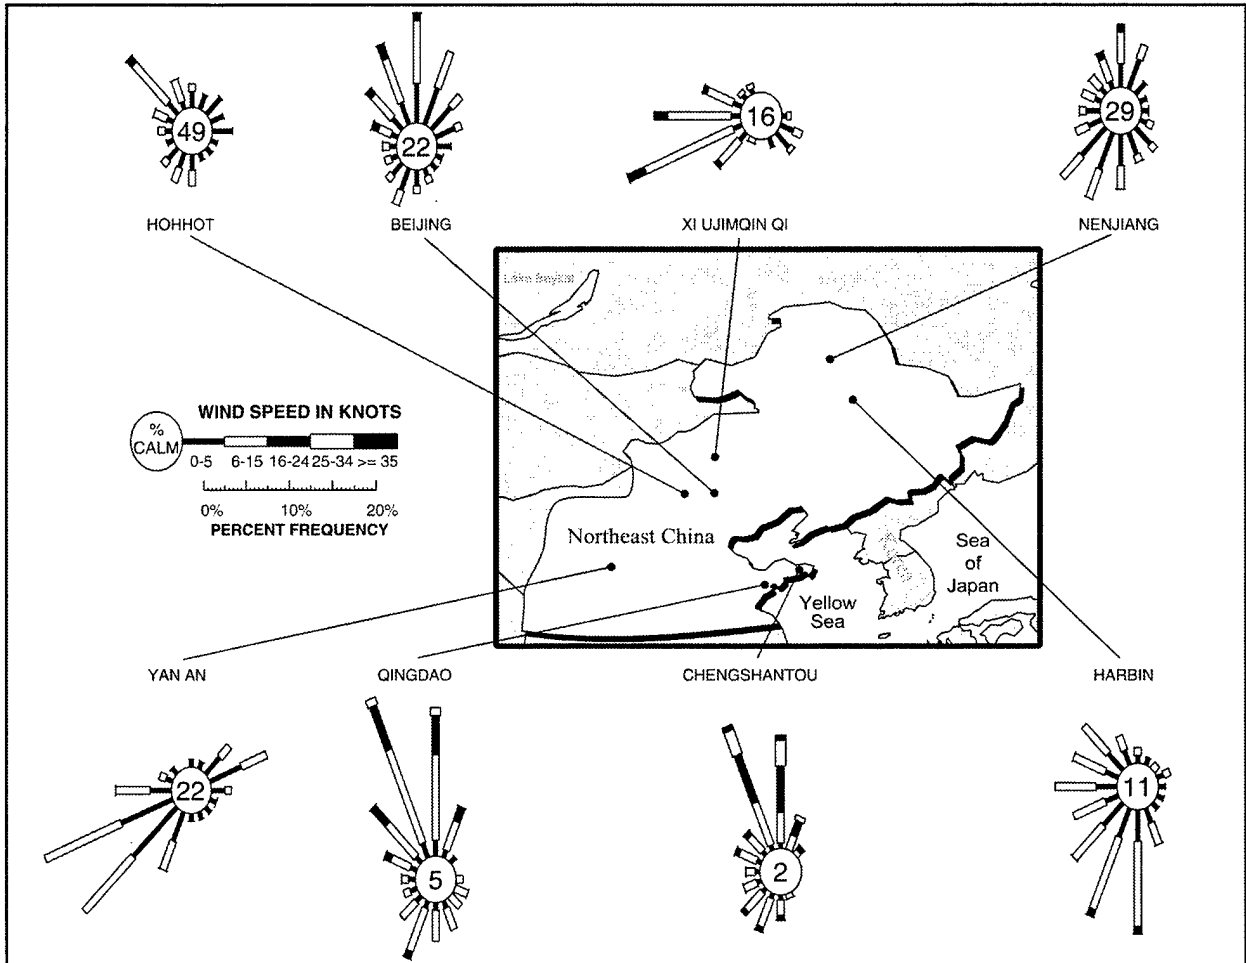 49
22
16
29
HOHHOT
BEIJING
XI UJIMQIN QI
NENJIANG
Lake Baykal
WIND SPEED IN KNOTS
%
CALM
0-5 6-15 16-24 25-34 >= 35
0% 10% 20%
PERCENT FREQUENCY
Northeast China
Sea
of
Japan
Yellow
Sea
YAN AN
QINGDAO
CHENGSHANTOU
HARBIN
22
5
2
11